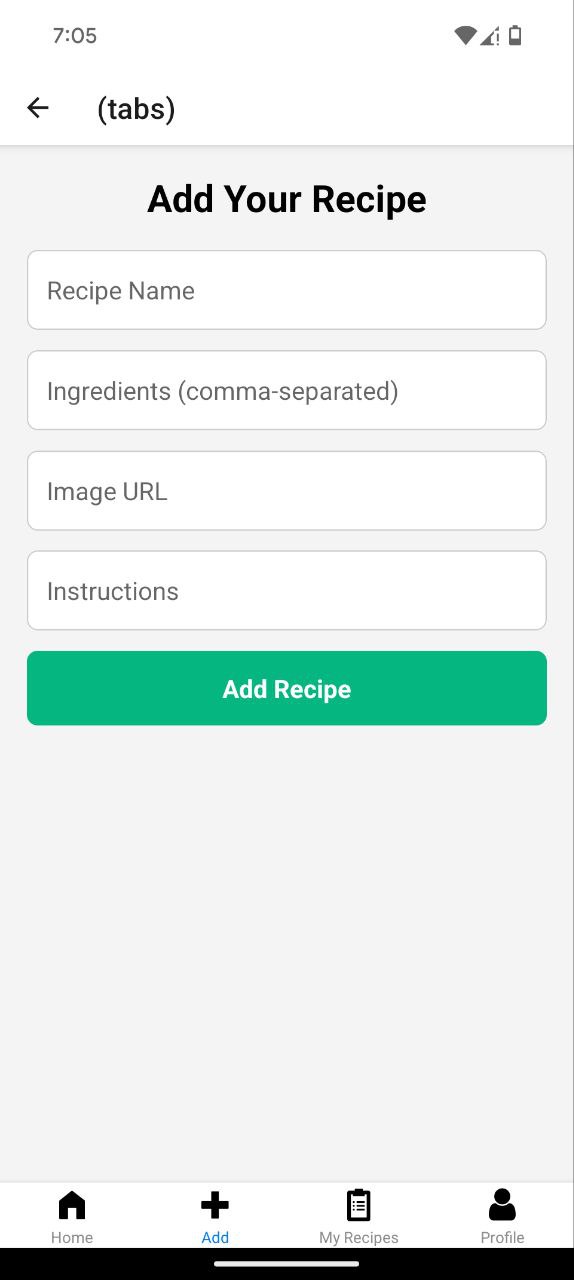 7:05
(tabs)
Add Your Recipe
Recipe Name
Ingredients (comma-separated)
Image URL
Instructions
Add Recipe
Home Add My Recipes Profile